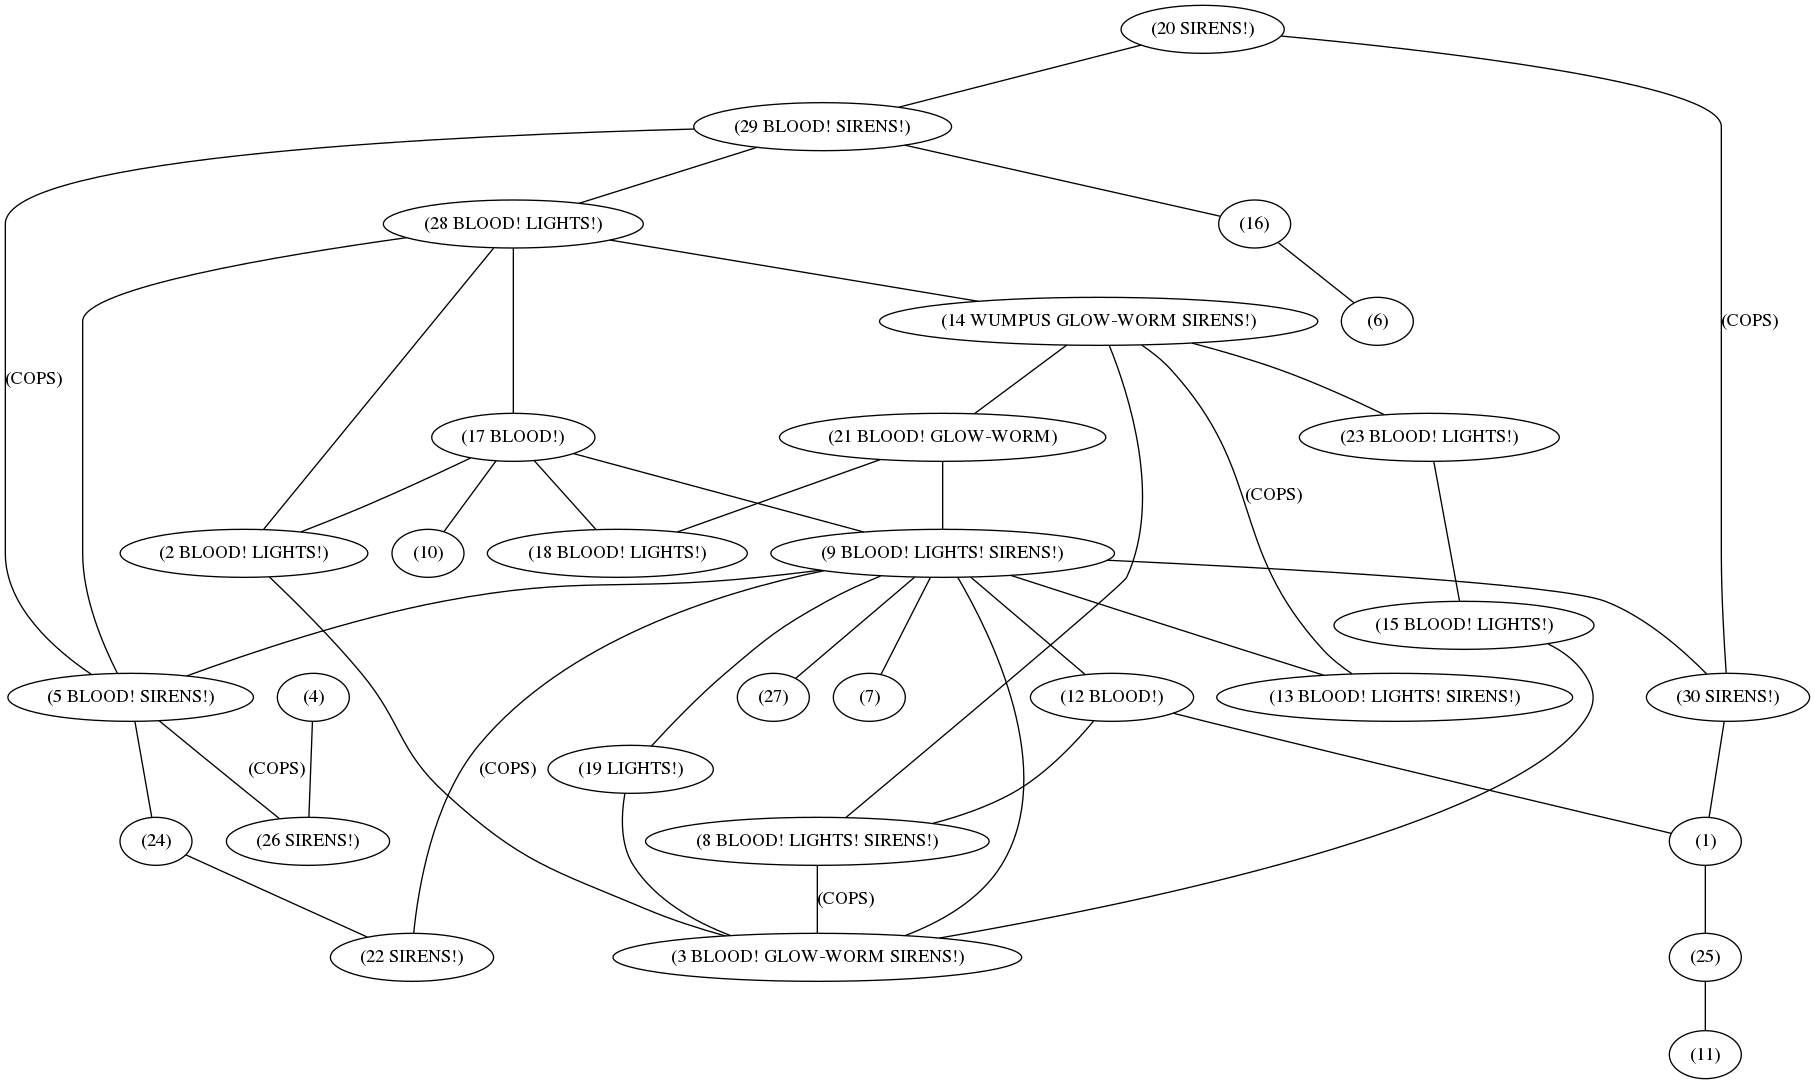 (20 SIRENS!)
(29 BLOOD! SIRENS!)
(28 BLOOD! LIGHTS!)
(16)
(14 WUMPUS GLOW-WORM SIRENS!)
(6)
(COPS)
(COPS)
(17 BLOOD!)
(21 BLOOD! GLOW-WORM)
(23 BLOOD! LIGHTS!)
(COPS)
(2 BLOOD! LIGHTS!)
(10)
(18 BLOOD! LIGHTS!)
(9 BLOOD! LIGHTS! SIRENS!)
(15 BLOOD! LIGHTS!)
(5 BLOOD! SIRENS!)
(4)
(27)
(7)
(12 BLOOD!)
(13 BLOOD! LIGHTS! SIRENS!)
(30 SIRENS!)
(COPS)
(COPS)
(19 LIGHTS!)
(24)
(26 SIRENS!)
(8 BLOOD! LIGHTS! SIRENS!)
(1)
(COPS)
(22 SIRENS!)
(3 BLOOD! GLOW-WORM SIRENS!)
(25)
(11)